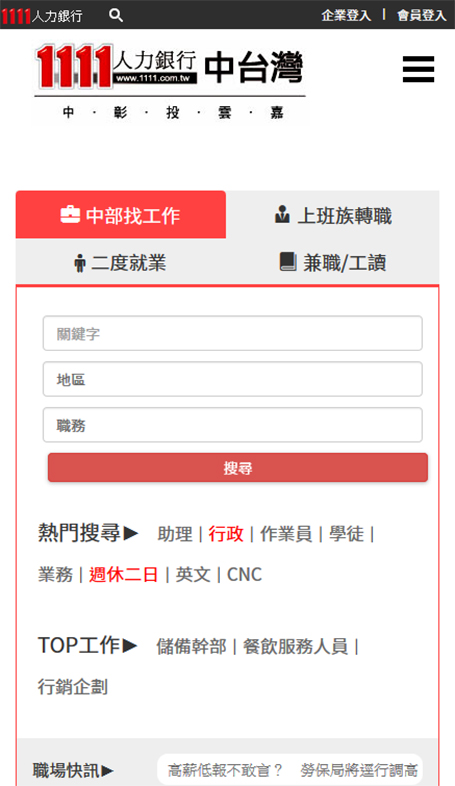 1111人力銀行 企業登入 | 會員登入
1111人力銀行 www.1111.com.tw 中台灣
中 · 彰 · 投 · 雲 · 嘉
中部找工作 上班族轉職
二度就業 兼職/工讀
關鍵字
地區
職務
搜尋
熱門搜尋▶ 助理 | 行政 | 作業員 | 學徒 |
業務 | 週休二日 | 英文 | CNC
TOP工作▶ 儲備幹部 | 餐飲服務人員 |
行銷企劃
職場快訊▶ 高薪低報不敢言？ 勞保局將逕行調高